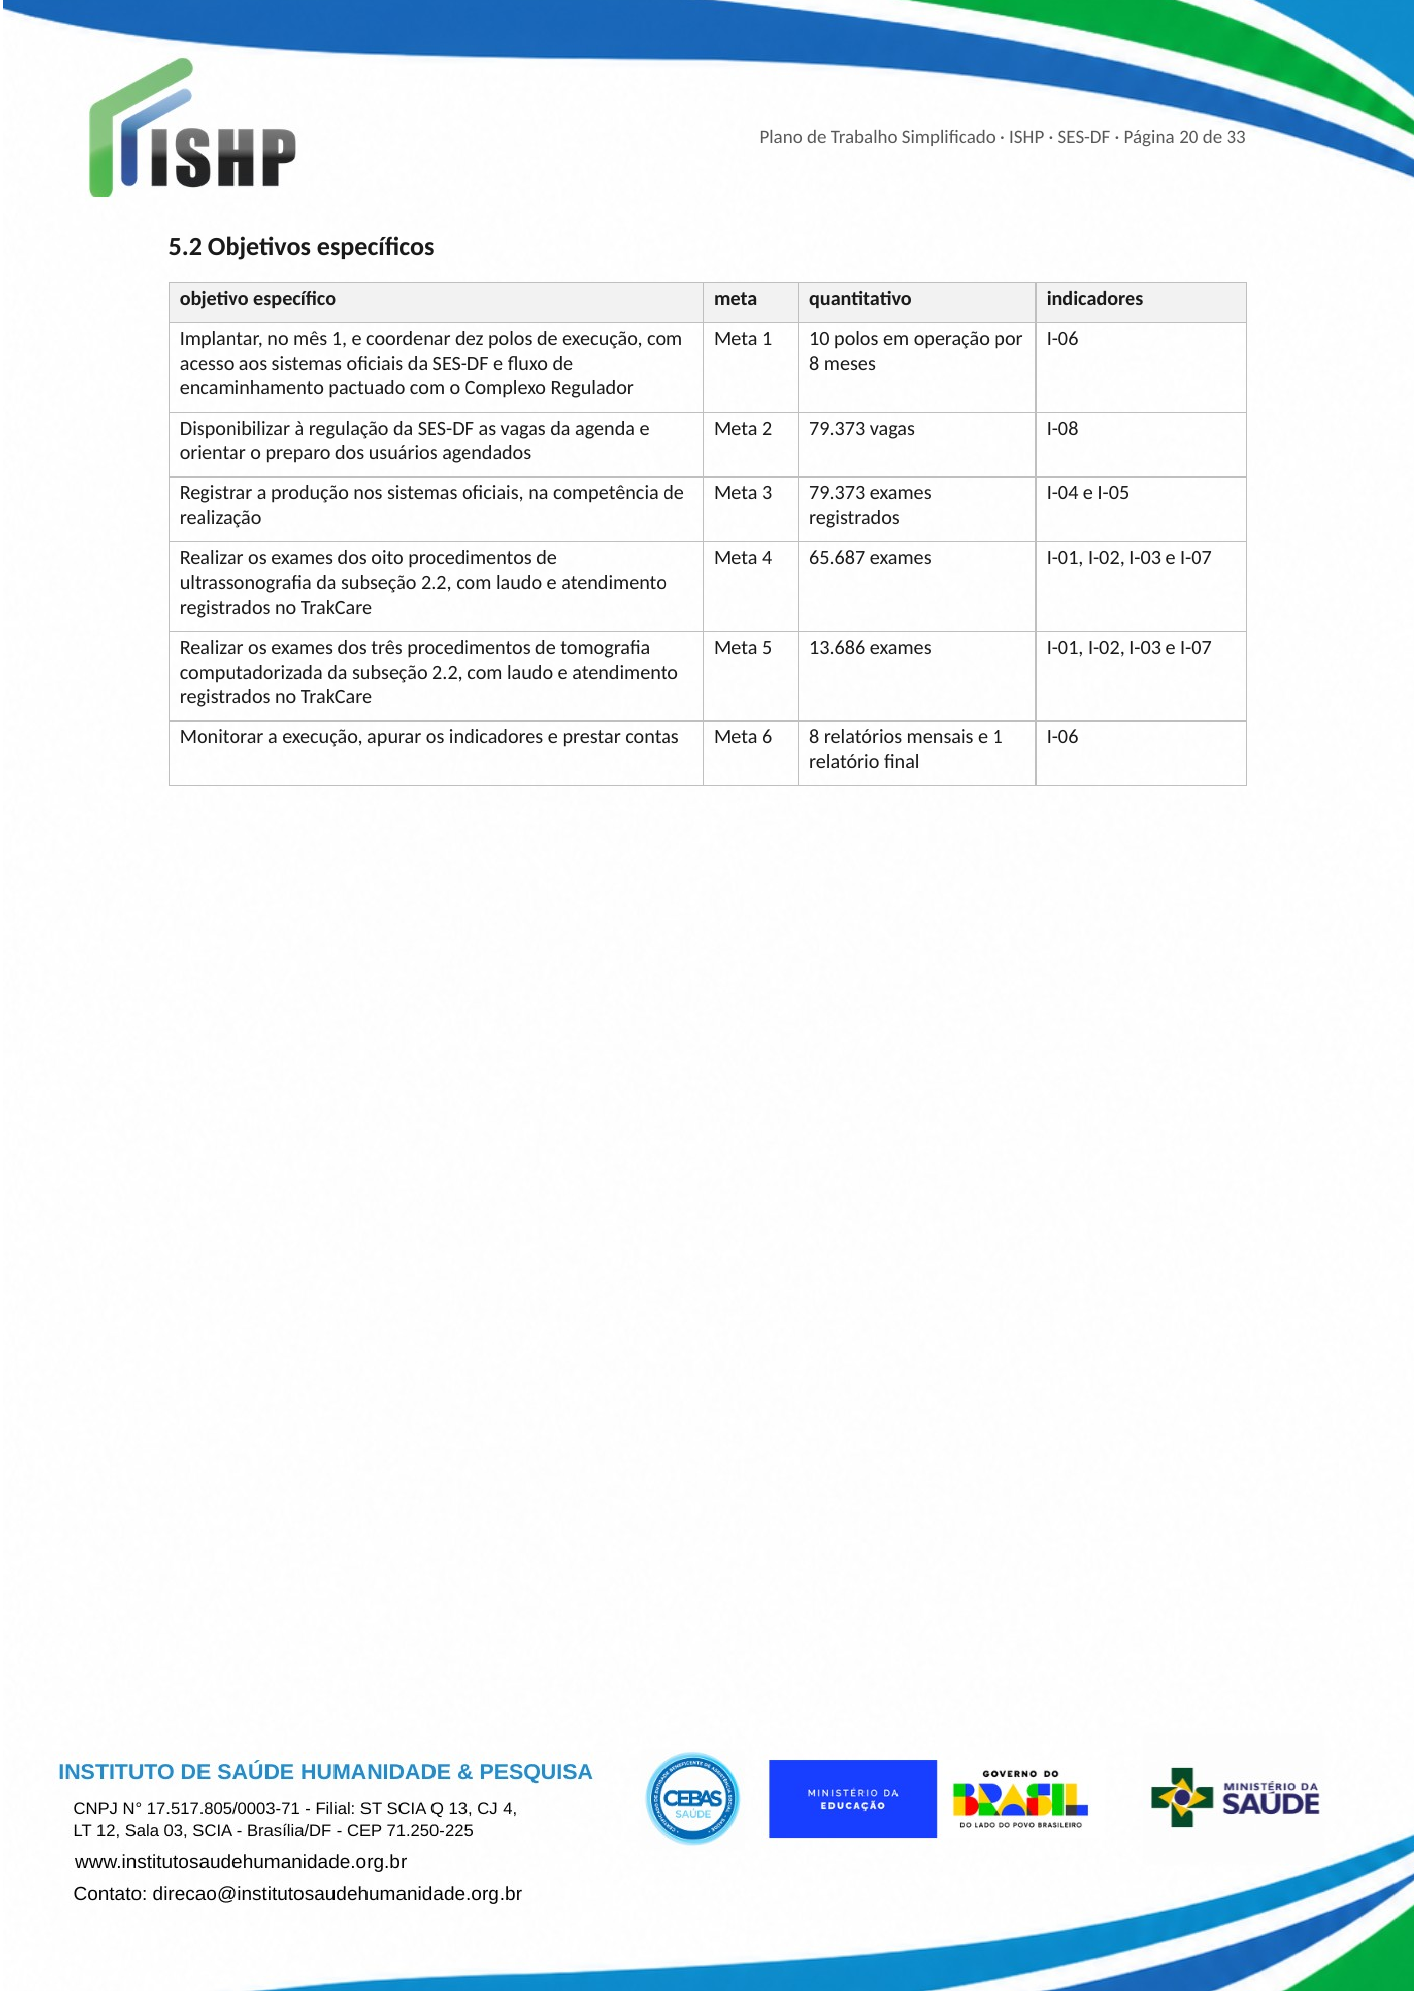 ISHP
Plano de Trabalho Simplificado · ISHP · SES-DF · Página 20 de 33
5.2 Objetivos específicos
objetivo específico meta quantitativo indicadores
Implantar, no mês 1, e coordenar dez polos de execução, com Meta 1 10 polos em operação por I-06
acesso aos sistemas oficiais da SES-DF e fluxo de 8 meses
encaminhamento pactuado com o Complexo Regulador
Disponibilizar à regulação da SES-DF as vagas da agenda e Meta 2 79.373 vagas I-08
orientar o preparo dos usuários agendados
Registrar a produção nos sistemas oficiais, na competência de Meta 3 79.373 exames I-04 e I-05
realização registrados
Realizar os exames dos oito procedimentos de Meta 4 65.687 exames I-01, I-02, I-03 e I-07
ultrassonografia da subseção 2.2, com laudo e atendimento
registrados no TrakCare
Realizar os exames dos três procedimentos de tomografia Meta 5 13.686 exames I-01, I-02, I-03 e I-07
computadorizada da subseção 2.2, com laudo e atendimento
registrados no TrakCare
Monitorar a execução, apurar os indicadores e prestar contas Meta 6 8 relatórios mensais e 1 I-06
relatório final
INSTITUTO DE SAÚDE HUMANIDADE & PESQUISA
CNPJ N° 17.517.805/0003-71 - Filial: ST SCIA Q 13, CJ 4,
LT 12, Sala 03, SCIA - Brasília/DF - CEP 71.250-225
www.institutosaudehumanidade.org.br
Contato: direcao@institutosaudehumanidade.org.br
CEBAS
SAÚDE
MINISTÉRIO DA
EDUCAÇÃO
GOVERNO DO
BRASIL
DO LADO DO POVO BRASILEIRO
MINISTÉRIO DA
SAÚDE